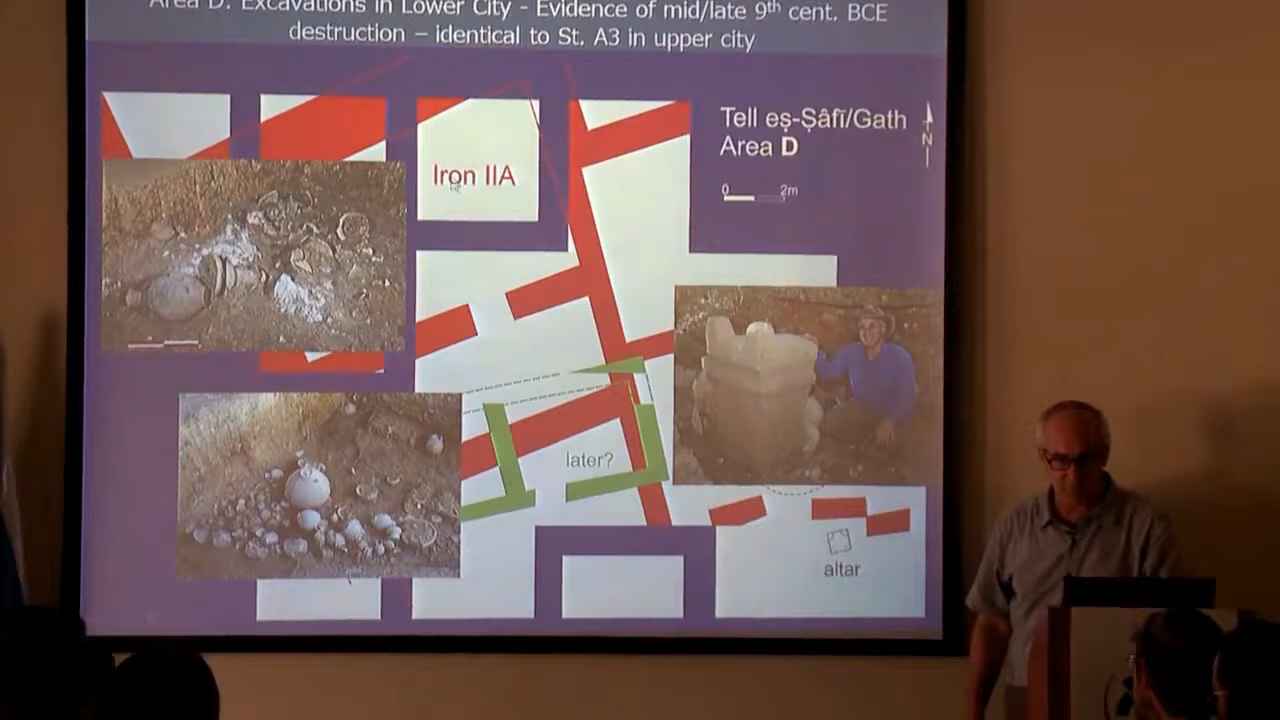 Area D: Excavations in Lower City - Evidence of mid/late 9th cent. BCE
destruction – identical to St. A3 in upper city
Tell eṣ-Ṣâfī/Gath
Area D
N
0 2m
Iron IIA
later?
altar